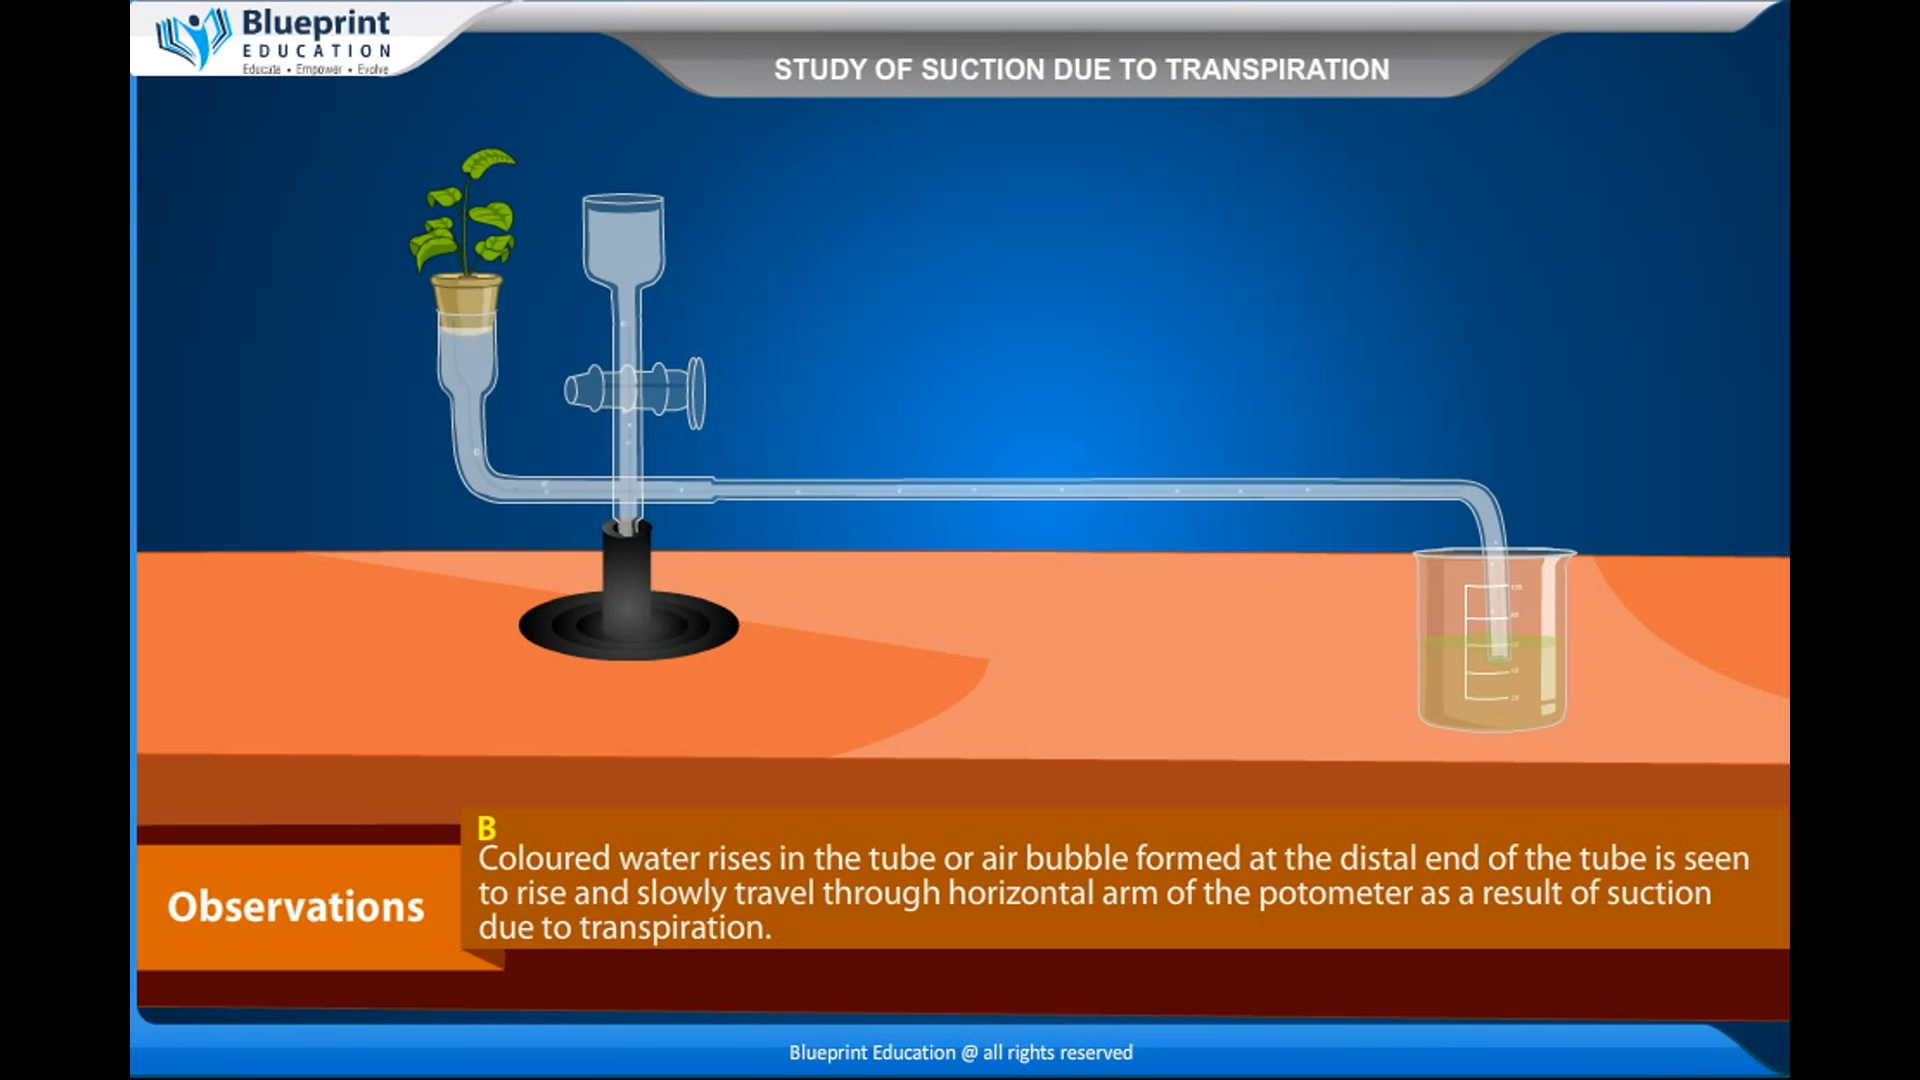 Blueprint
EDUCATION
Educate • Empower • Evolve
STUDY OF SUCTION DUE TO TRANSPIRATION
B
Coloured water rises in the tube or air bubble formed at the distal end of the tube is seen
to rise and slowly travel through horizontal arm of the potometer as a result of suction
due to transpiration.
Observations
Blueprint Education @ all rights reserved